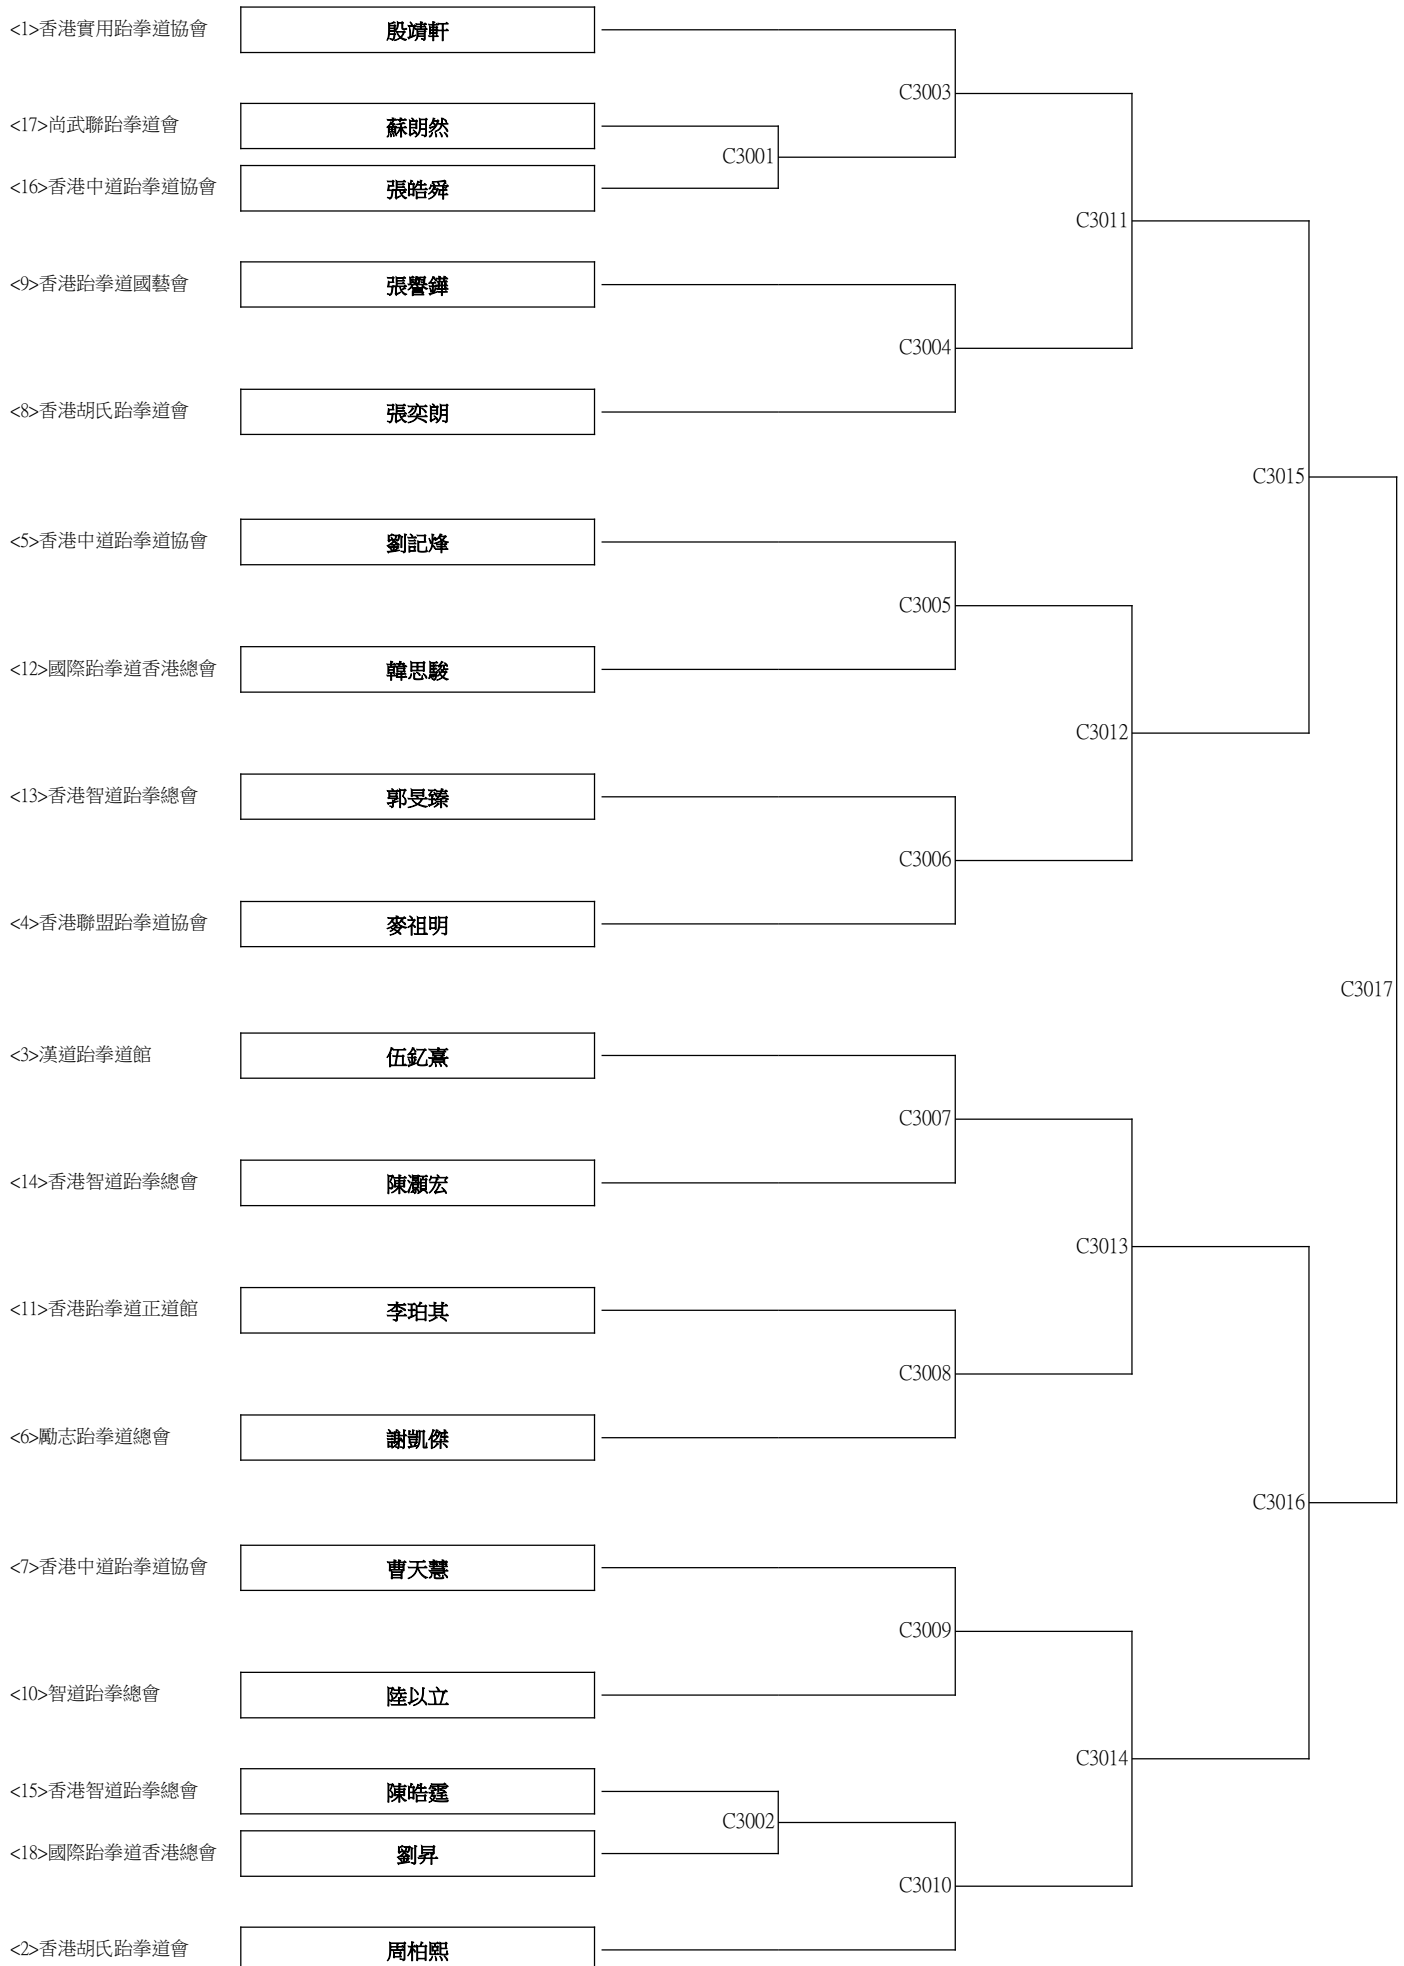 <1>香港實用跆拳道協會 殷靖軒
C3003
<17>尚武聯跆拳道會 蘇朗然
C3001
<16>香港中道跆拳道協會 張皓舜
C3011
<9>香港跆拳道國藝會 張譽鏵
C3004
<8>香港胡氏跆拳道會 張奕朗
C3015
<5>香港中道跆拳道協會 劉記烽
C3005
<12>國際跆拳道香港總會 韓思駿
C3012
<13>香港智道跆拳總會 郭旻臻
C3006
<4>香港聯盟跆拳道協會 麥祖明
C3017
<3>漢道跆拳道館 伍釔熹
C3007
<14>香港智道跆拳總會 陳灝宏
C3013
<11>香港跆拳道正道館 李珀其
C3008
<6>勵志跆拳道總會 謝凱傑
C3016
<7>香港中道跆拳道協會 曹天慧
C3009
<10>智道跆拳總會 陸以立
C3014
<15>香港智道跆拳總會 陳皓霆
C3002
<18>國際跆拳道香港總會 劉昇
C3010
<2>香港胡氏跆拳道會 周柏熙